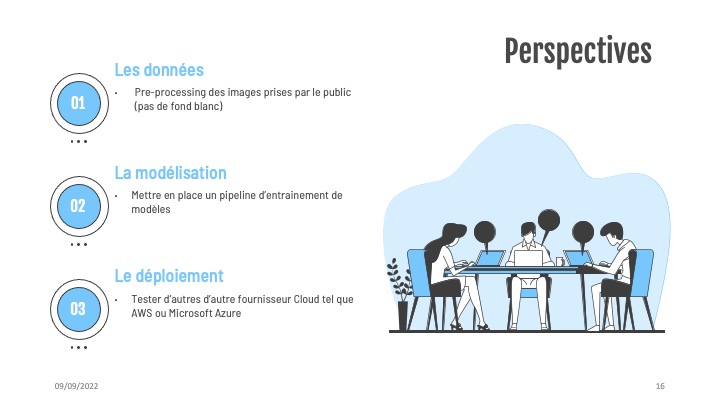 Perspectives
Les données
01
• Pre-processing des images prises par le public
(pas de fond blanc)
La modélisation
02
• Mettre en place un pipeline d'entrainement de
modèles
Le déploiement
03
• Tester d'autres d'autre fournisseur Cloud tel que
AWS ou Microsoft Azure
09/09/2022
16